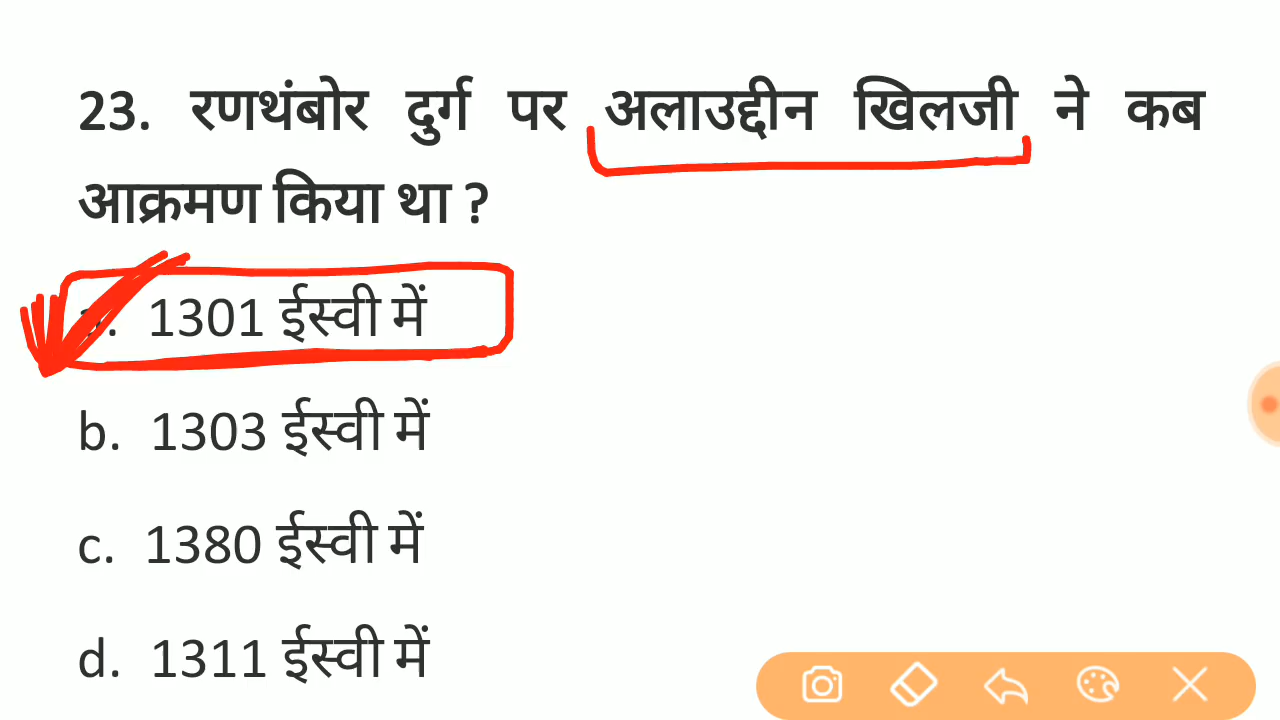 23. रणथंबोर दुर्ग पर अलाउद्दीन खिलजी ने कब
आक्रमण किया था ?
a. 1301 ईस्वी में
b. 1303 ईस्वी में
c. 1380 ईस्वी में
d. 1311 ईस्वी में